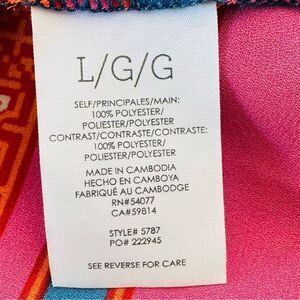 L/G/G
SELF/PRINCIPALES/MAIN:
100% POLYESTER/
POLIESTER/POLYESTER
CONTRAST/CONTRASTE/CONTRASTE:
100% POLYESTER/
POLIESTER/POLYESTER
MADE IN CAMBODIA
HECHO EN CAMBOYA
FABRIQUÉ AU CAMBODGE
RN#54077
CA#59814
STYLE# 5787
PO# 222945
SEE REVERSE FOR CARE